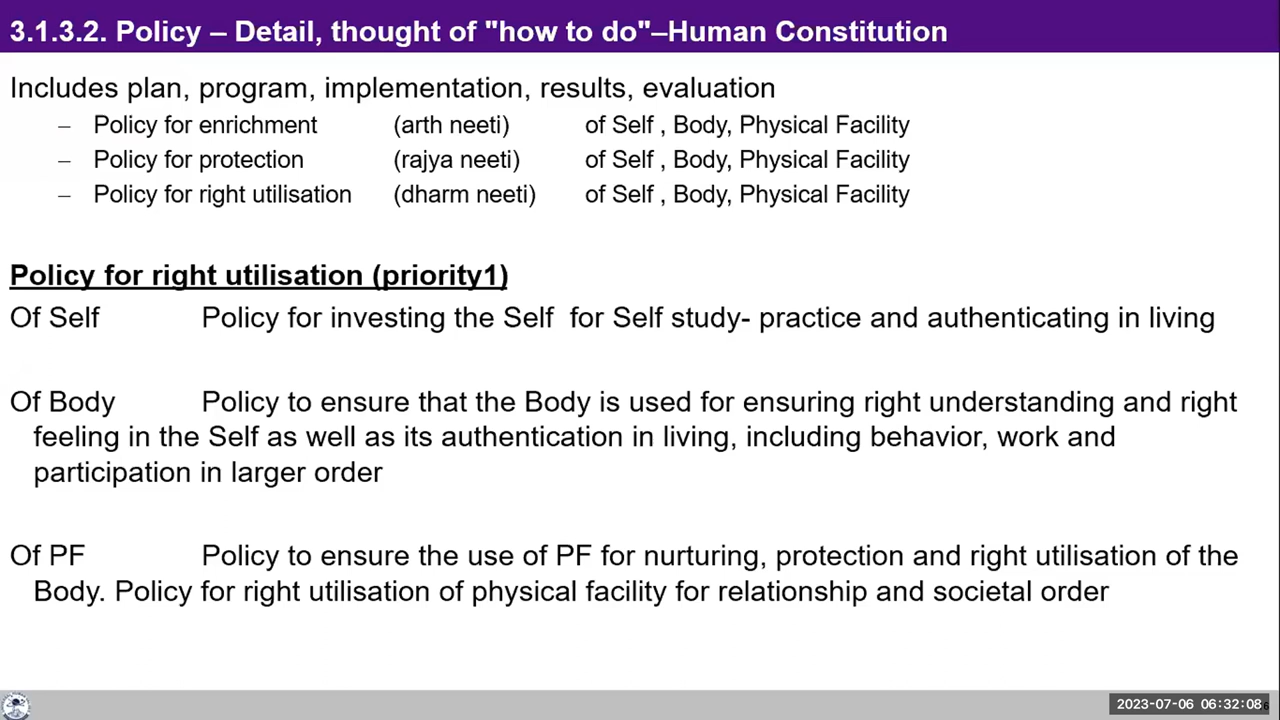 3.1.3.2. Policy – Detail, thought of "how to do"–Human Constitution
Includes plan, program, implementation, results, evaluation
– Policy for enrichment (arth neeti) of Self , Body, Physical Facility
– Policy for protection (rajya neeti) of Self , Body, Physical Facility
– Policy for right utilisation (dharm neeti) of Self , Body, Physical Facility
Policy for right utilisation (priority1)
Of Self Policy for investing the Self for Self study- practice and authenticating in living
Of Body Policy to ensure that the Body is used for ensuring right understanding and right
feeling in the Self as well as its authentication in living, including behavior, work and
participation in larger order
Of PF Policy to ensure the use of PF for nurturing, protection and right utilisation of the
Body. Policy for right utilisation of physical facility for relationship and societal order
2023-07-06 06:32:08